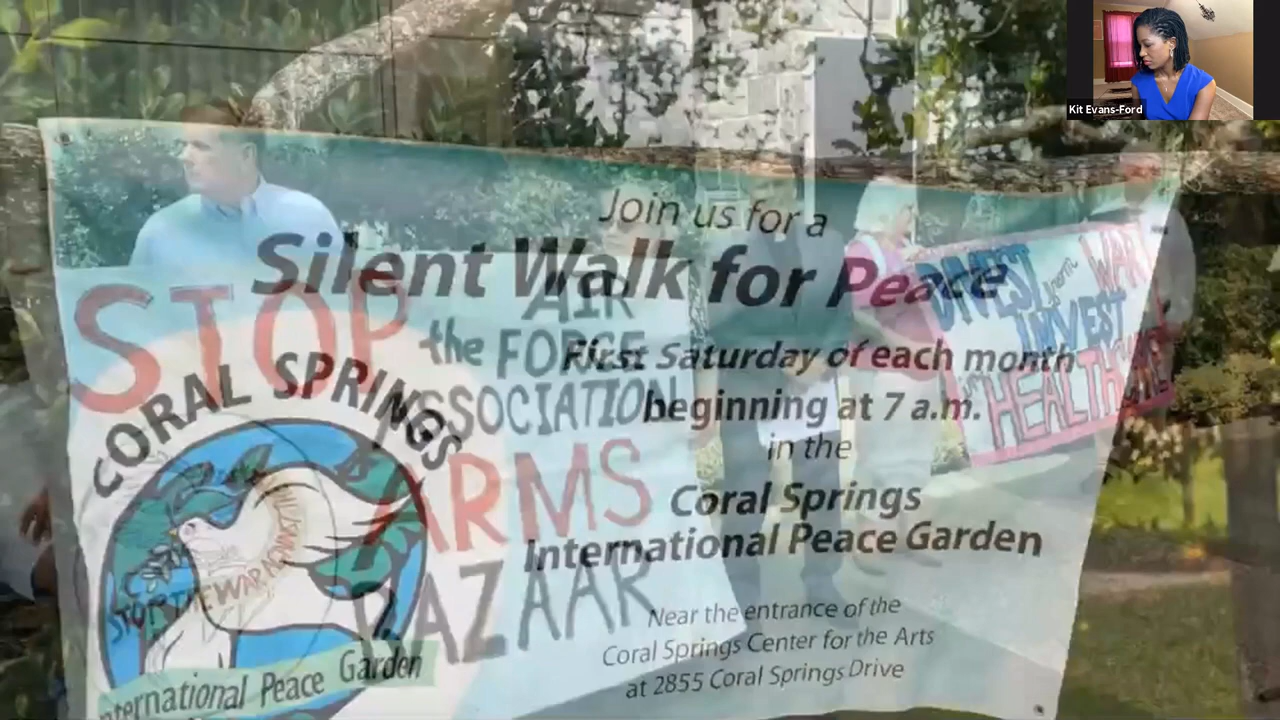 Kit Evans-Ford
Join us for a
Silent Walk for Peace
First Saturday of each month
beginning at 7 a.m.
in the
Coral Springs
International Peace Garden
Near the entrance of the
Coral Springs Center for the Arts
at 2855 Coral Springs Drive
CORAL SPRINGS
International Peace Garden
STOP
the AIR FORCE
ASSOCIATION
ARMS
BAZAAR
STOP THE WAR
DIVEST from WAR
INVEST
HEALTH